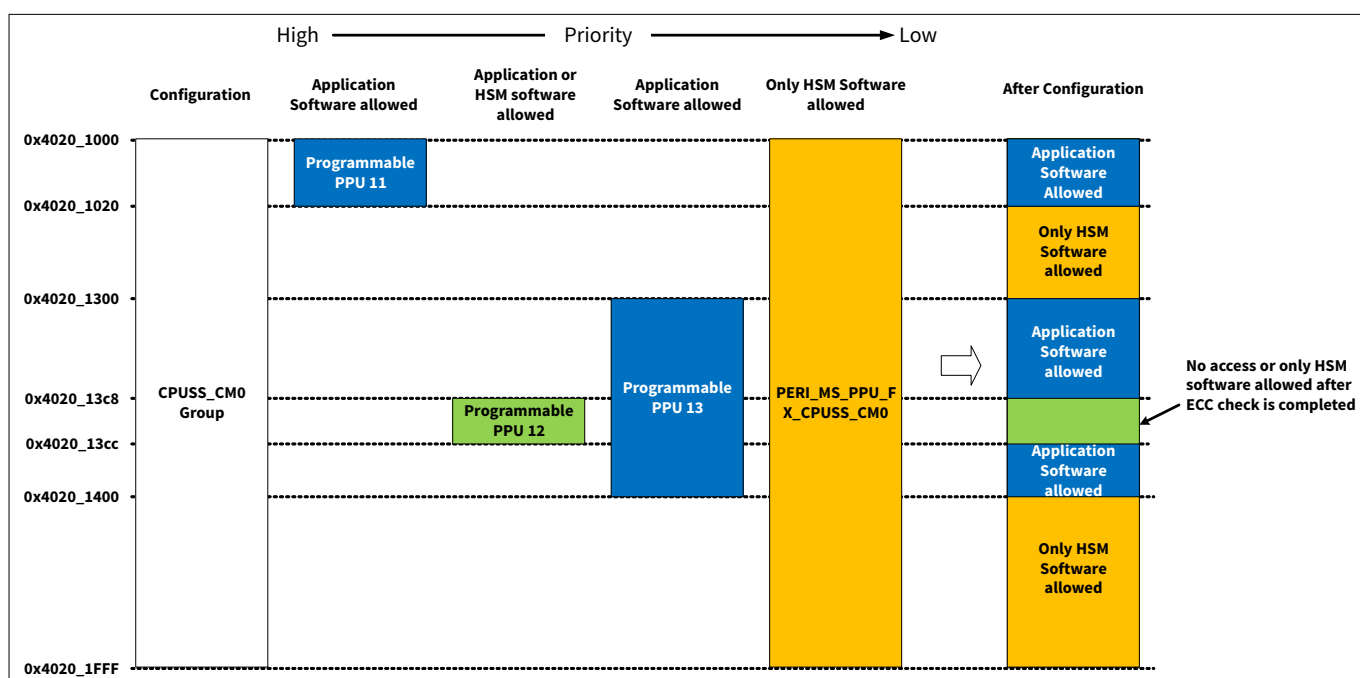 High
Priority
Low
Configuration
Application
Software allowed
Application or
HSM software
allowed
Application
Software allowed
Only HSM Software
allowed
After Configuration
0x4020_1000
0x4020_1020
0x4020_1300
0x4020_13c8
0x4020_13cc
0x4020_1400
0x4020_1FFF
CPUSS_CM0
Group
Programmable
PPU 11
Programmable
PPU 12
Programmable
PPU 13
PERI_MS_PPU_F
X_CPUSS_CM0
Application
Software
Allowed
Only HSM
Software
allowed
Application
Software
allowed
Application
Software
allowed
Only HSM
Software
allowed
No access or only HSM
software allowed after
ECC check is completed